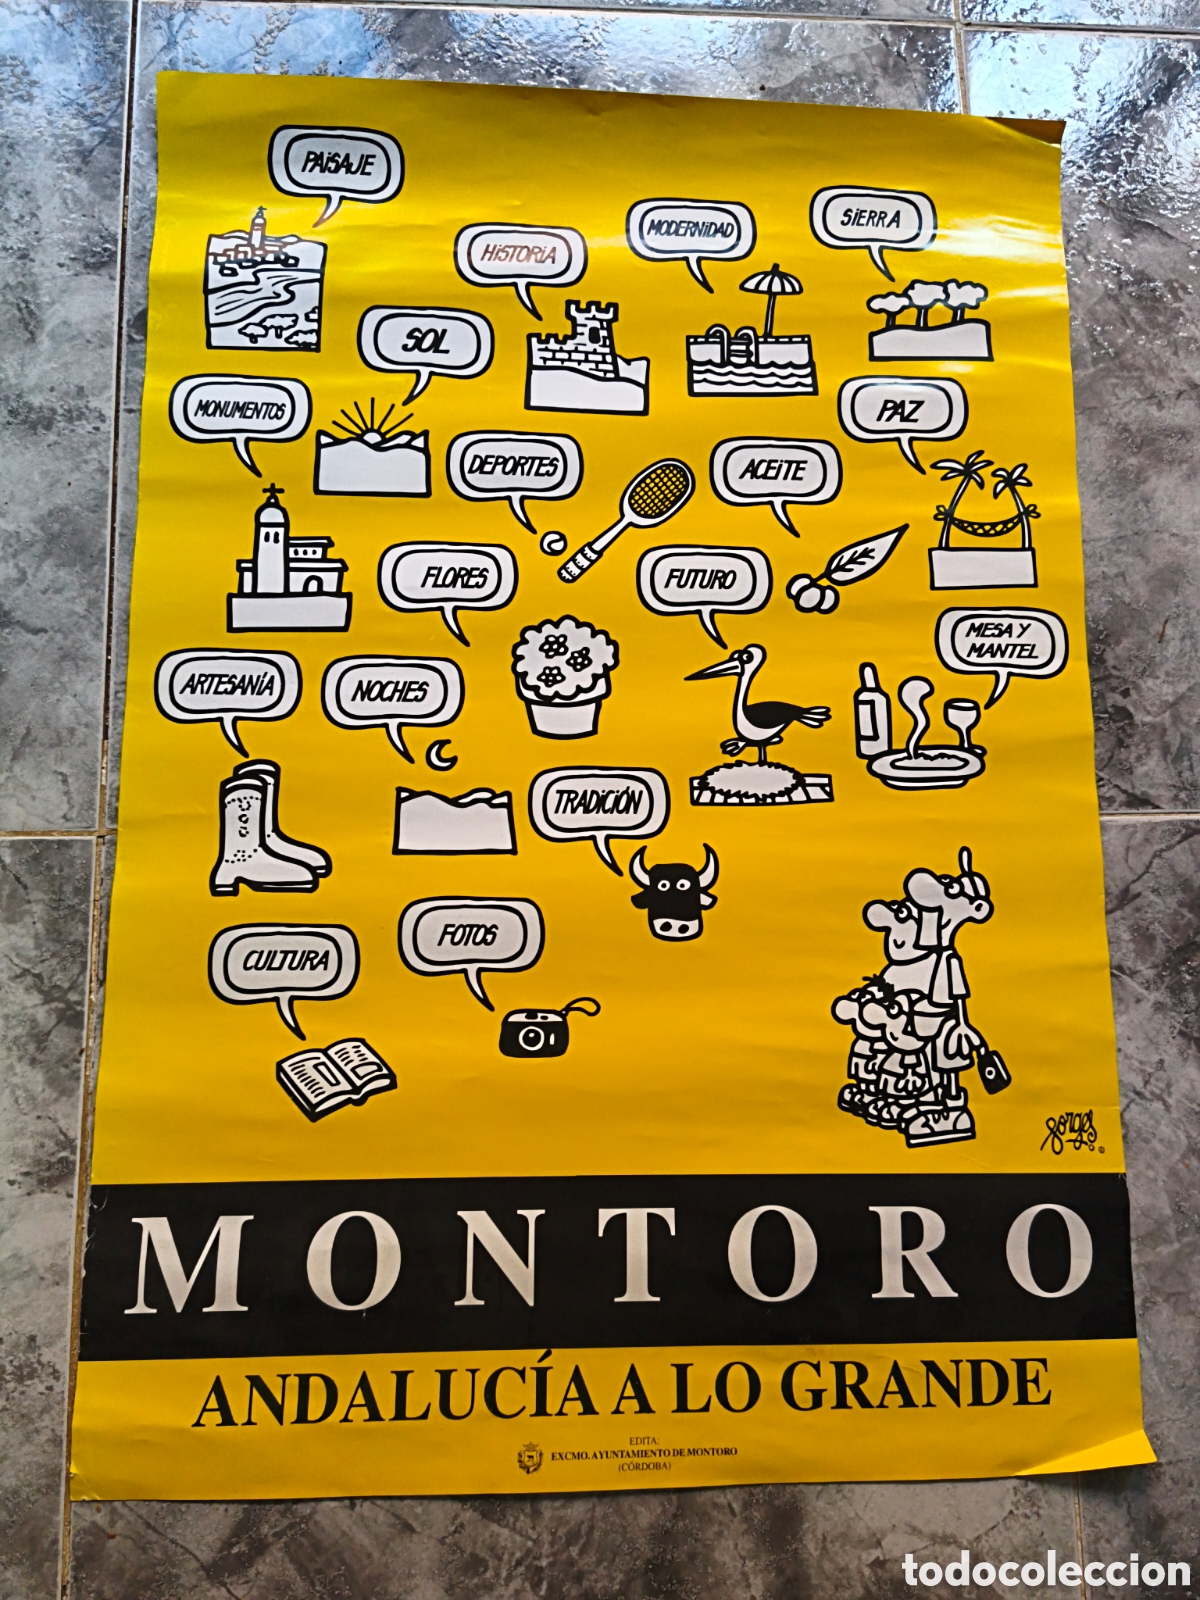 PAiSAJE
HiSTORiA
MODERNiDAD
SiERRA
SOL
MONUMENTOS
PAZ
DEPORTES
ACEiTE
FLORES
FUTURO
MESA Y
MANTEL
ARTESANÍA
NOCHES
TRADiCIÓN
CULTURA
FOTOS
Forges
MONTORO
ANDALUCÍA A LO GRANDE
EDITA:
EXCMO. AYUNTAMIENTO DE MONTORO
(CÓRDOBA)
todocoleccion